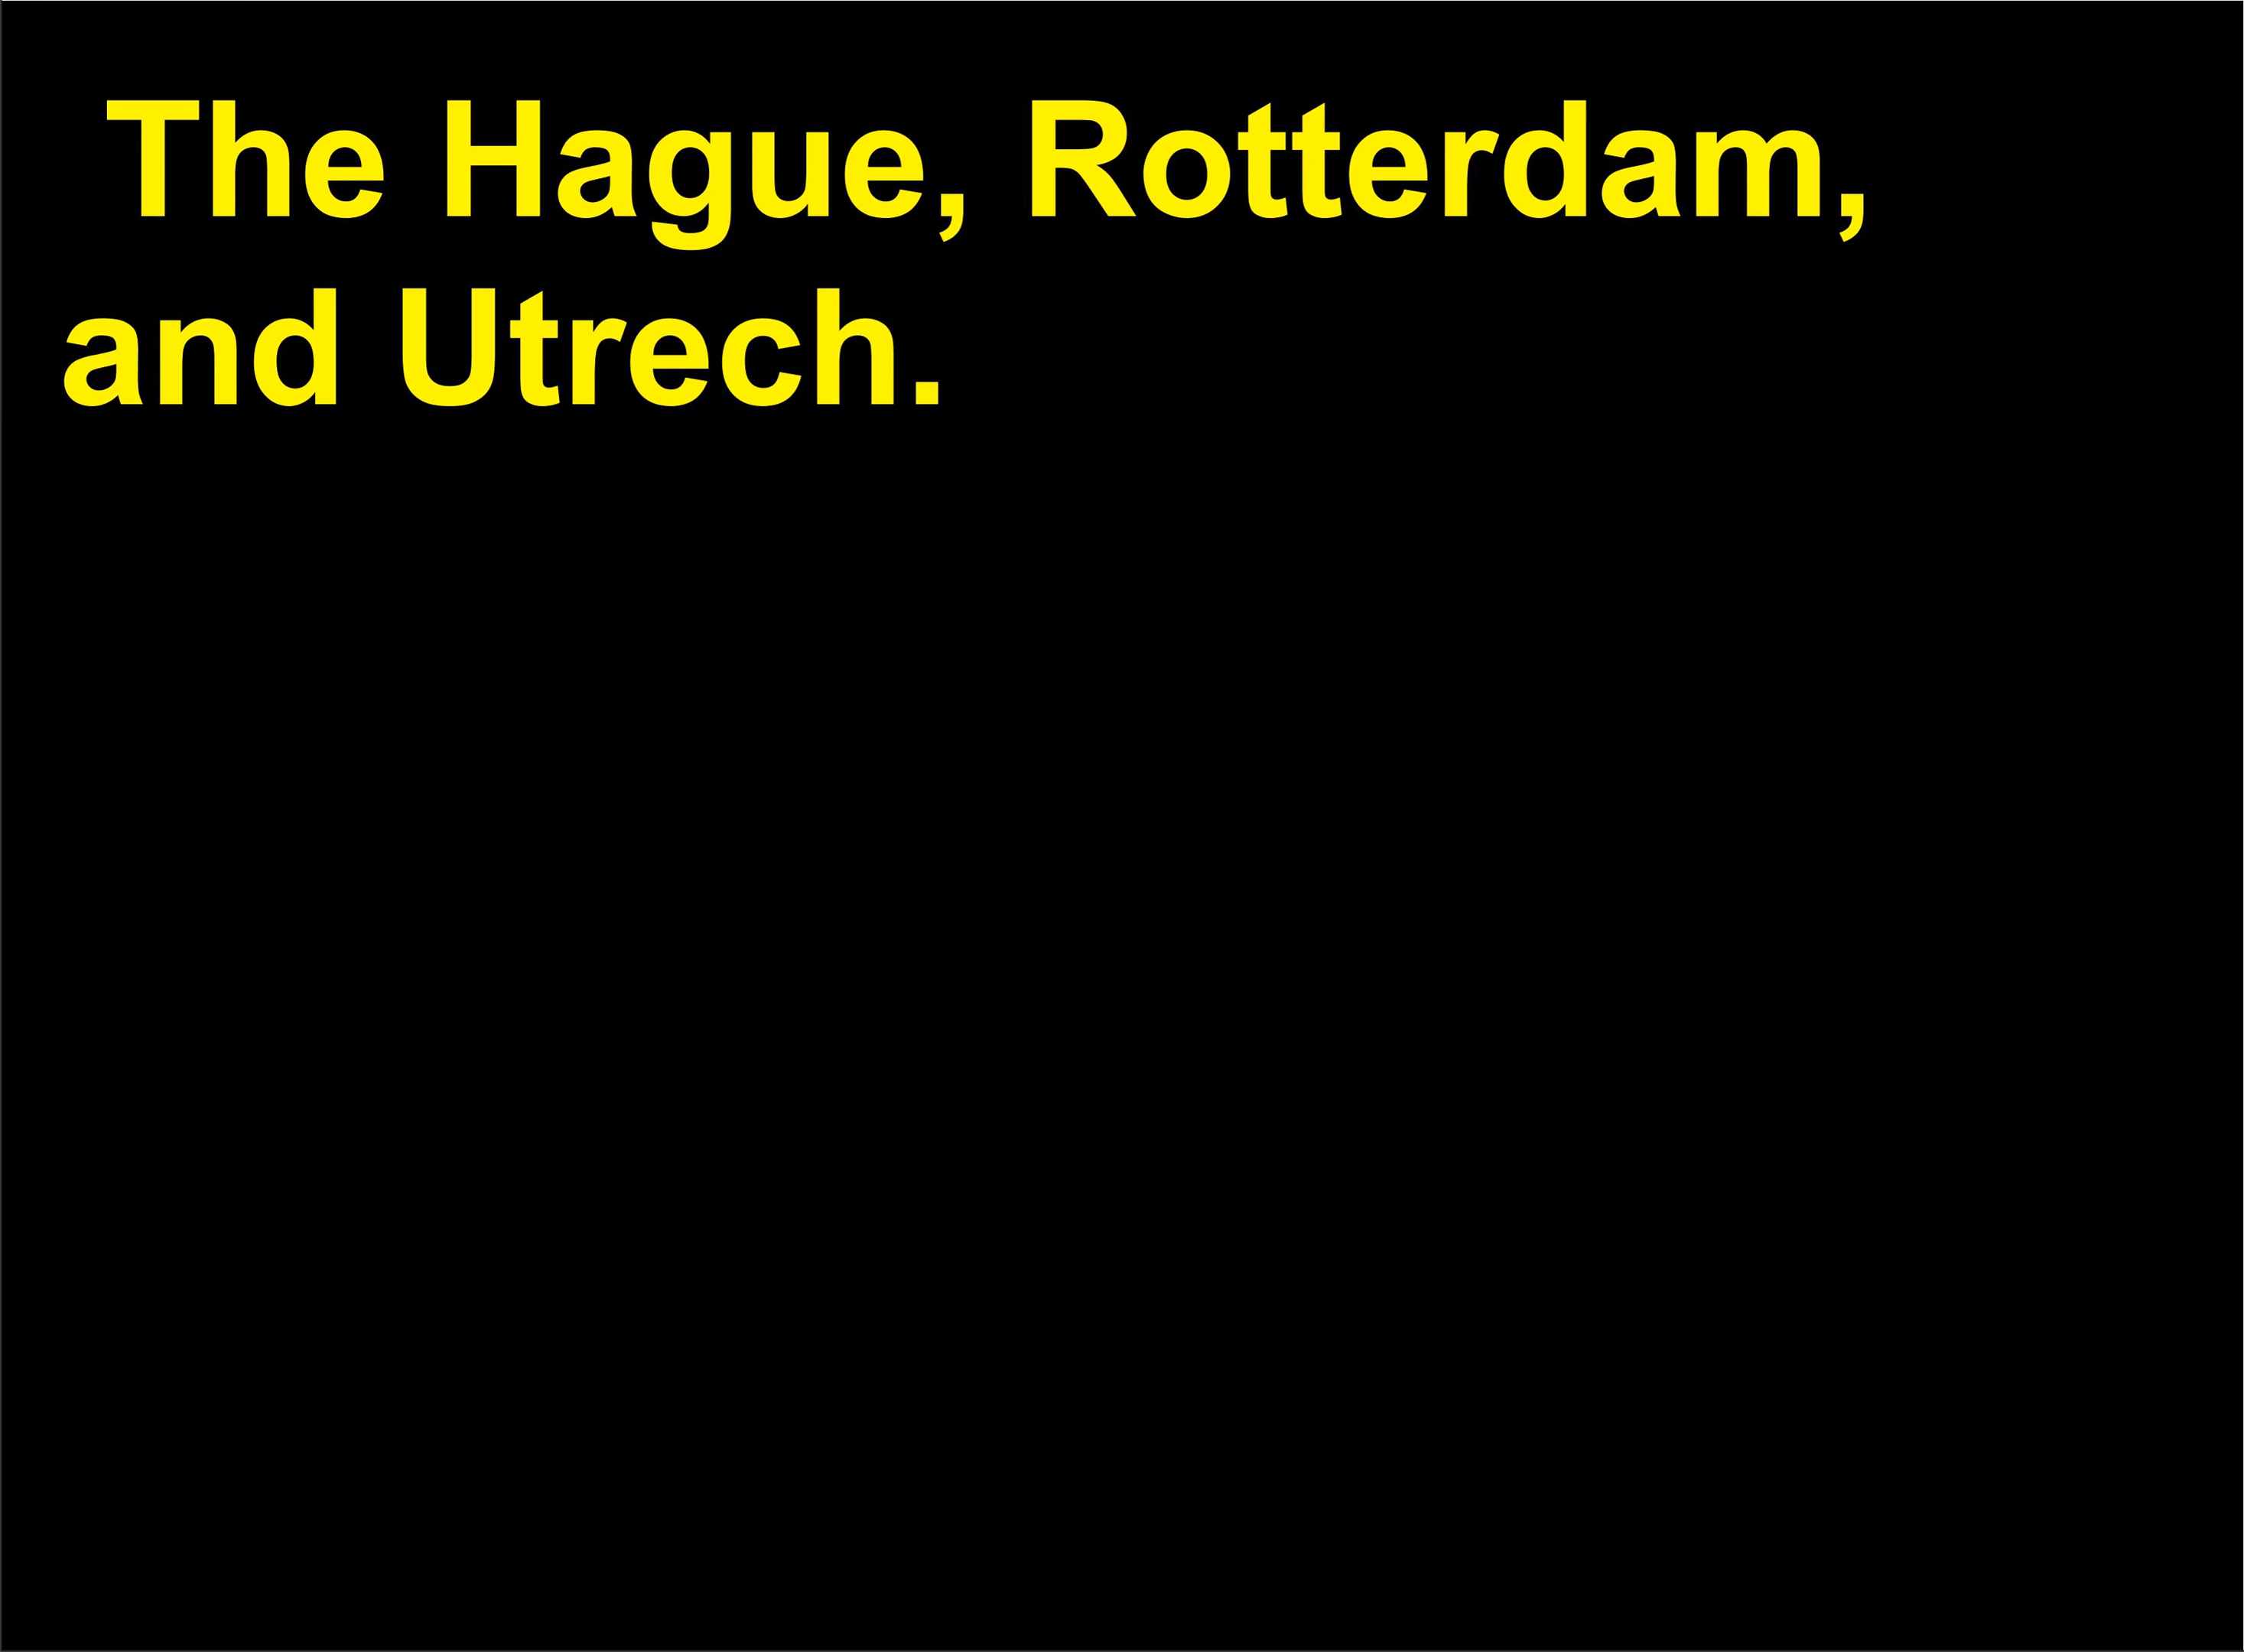 The Hague, Rotterdam,
and Utrech.